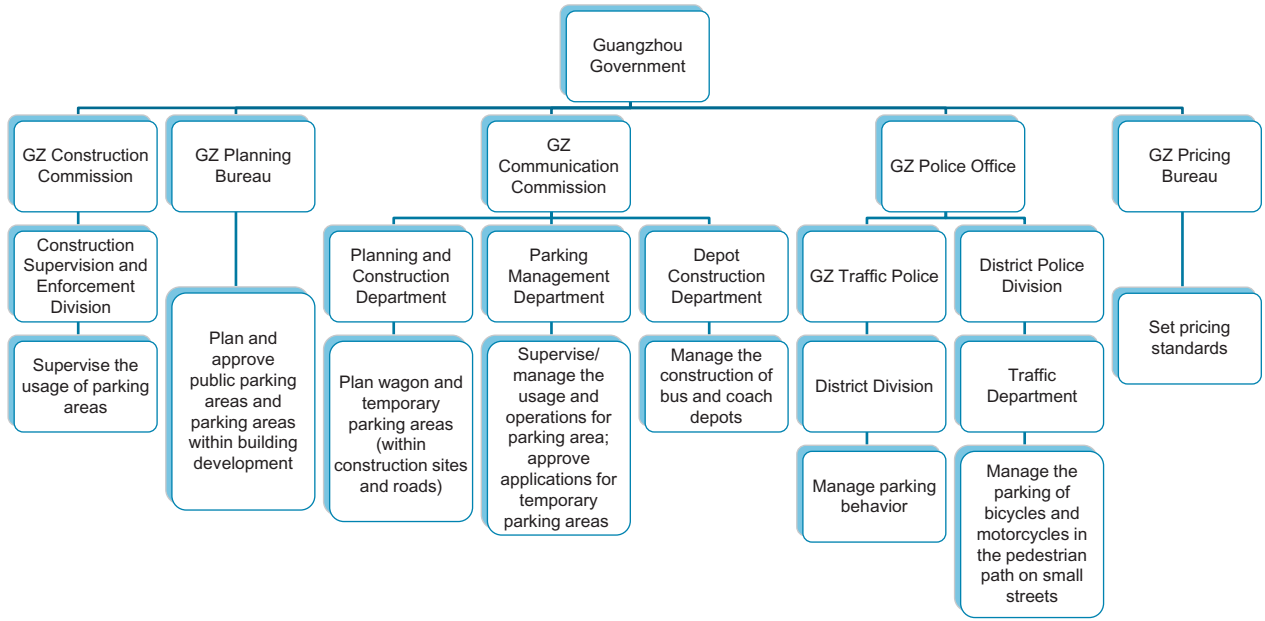 Guangzhou
Government
GZ Construction
Commission
GZ Planning
Bureau
GZ
Communication
Commission
GZ Police Office
GZ Pricing
Bureau
Construction
Supervision and
Enforcement
Division
Planning and
Construction
Department
Parking
Management
Department
Depot
Construction
Department
GZ Traffic Police
District Police
Division
Supervise the
usage of parking
areas
Plan and
approve
public parking
areas and
parking areas
within building
development
Plan wagon and
temporary
parking areas
(within
construction sites
and roads)
Supervise/
manage the
usage and
operations for
parking area;
approve
applications for
temporary
parking areas
Manage the
construction of
bus and coach
depots
District Division
Traffic
Department
Set pricing
standards
Manage parking
behavior
Manage the
parking of
bicycles and
motorcycles in
the pedestrian
path on small
streets